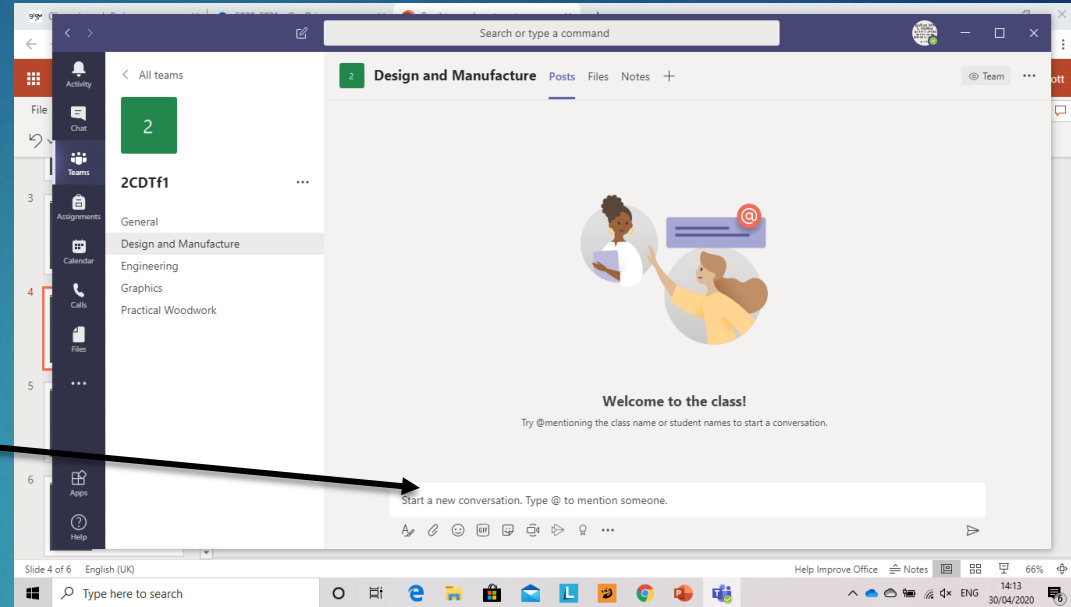 Search or type a command
Activity
Chat
Teams
Assignments
Calendar
Calls
Files
Apps
Help
< All teams
2
2CDTf1
General
Design and Manufacture
Engineering
Graphics
Practical Woodwork
2 Design and Manufacture Posts Files Notes +
Team
Welcome to the class!
Try @mentioning the class name or student names to start a conversation.
Start a new conversation. Type @ to mention someone.
GIF
File
3
4
5
6
Slide 4 of 6 English (UK)
Help Improve Office Notes 66%
Type here to search
ENG
14:13
30/04/2020
6